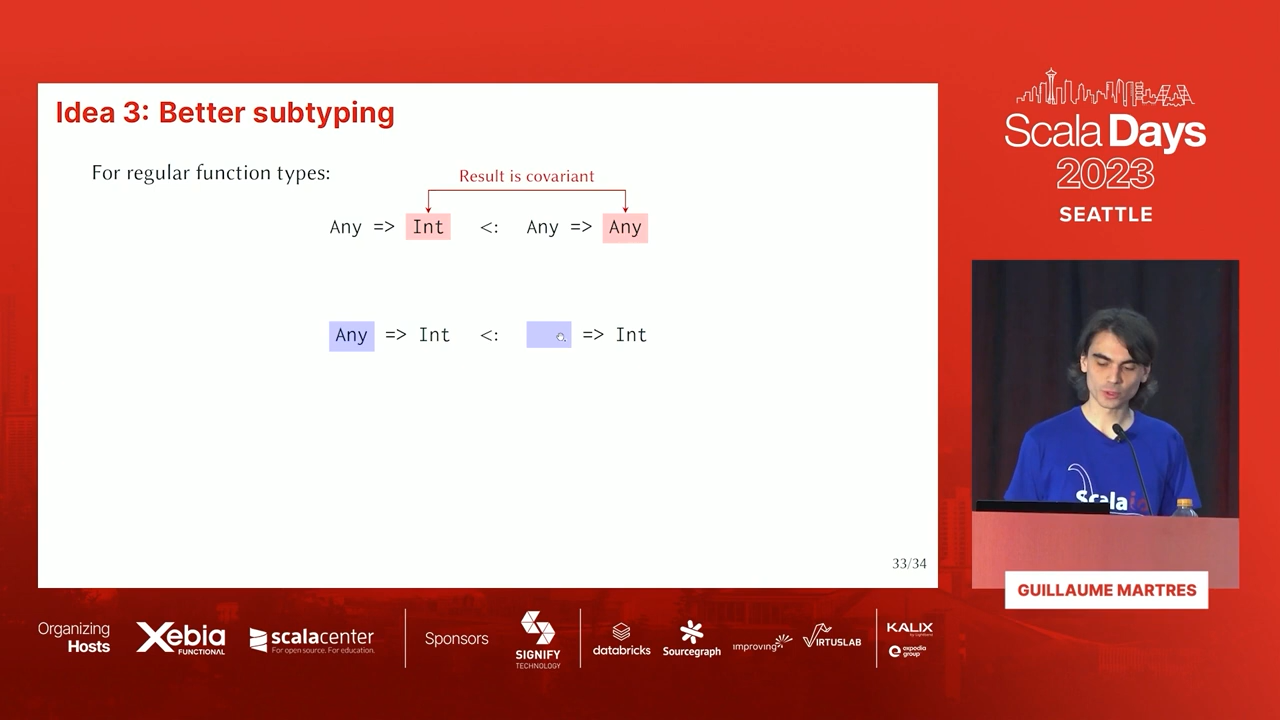 Idea 3: Better subtyping
For regular function types:
Result is covariant
Any => Int <: Any => Any
Any => Int <: => Int
33/34
Scala Days
2023
SEATTLE
Scala
GUILLAUME MARTRES
Organizing
Hosts
Xebia
FUNCTIONAL
scalacenter
For open source. For education.
Sponsors
SIGNIFY
TECHNOLOGY
databricks
Sourcegraph
improving
VIRTUSLAB
KALIX
expedia
group